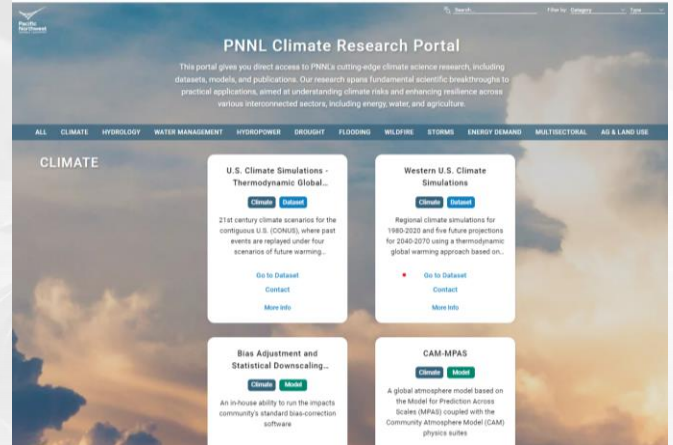 Pacific
Northwest
Search...
Filter by: Category
Type
PNNL Climate Research Portal
This portal gives you direct access to PNNL's cutting-edge climate science research, including
datasets, models, and publications. Our research spans fundamental scientific breakthroughs to
practical applications, aimed at understanding climate risks and enhancing resilience across
various interconnected sectors, including energy, water, and agriculture.
ALL CLIMATE HYDROLOGY WATER MANAGEMENT HYDROPOWER DROUGHT FLOODING WILDFIRE STORMS ENERGY DEMAND MULTISECTORAL AG & LAND USE
CLIMATE
U.S. Climate Simulations -
Thermodynamic Global...
Climate Dataset
21st century climate scenarios for the
contiguous U.S. (CONUS), where past
events are replayed under four
scenarios of future warming...
Go to Dataset
Contact
More Info
Western U.S. Climate
Simulations
Climate Dataset
Regional climate simulations for
1980-2020 and five future projections
for 2040-2070 using a thermodynamic
global warming approach based on...
Go to Dataset
Contact
More Info
Bias Adjustment and
Statistical Downscaling...
Climate Model
An in-house ability to run the impacts
community's standard bias-correction
software
CAM-MPAS
Climate Model
A global atmosphere model based on
the Model for Prediction Across
Scales (MPAS) coupled with the
Community Atmosphere Model (CAM)
physics suites